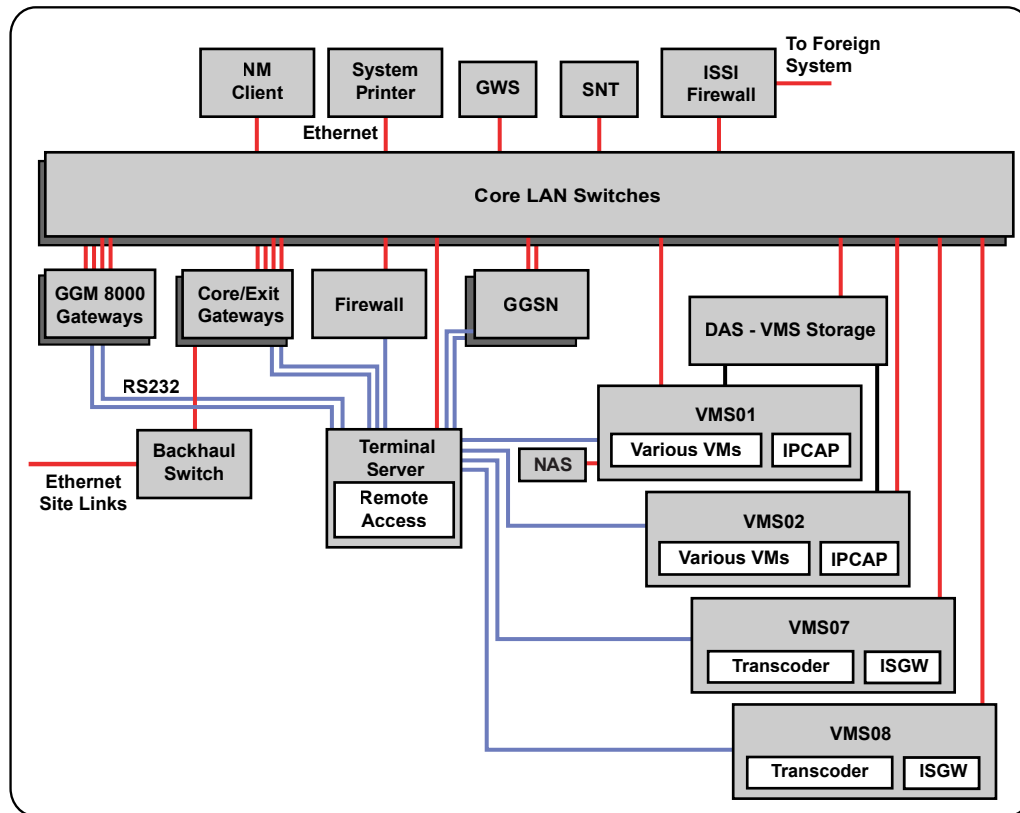 NM
Client
System
Printer
GWS
SNT
ISSI
Firewall
To Foreign
System
Ethernet
Core LAN Switches
GGM 8000
Gateways
Core/Exit
Gateways
Firewall
GGSN
DAS - VMS Storage
RS232
Backhaul
Switch
Ethernet
Site Links
Terminal
Server
Remote
Access
NAS
VMS01
Various VMs
IPCAP
VMS02
Various VMs
IPCAP
VMS07
Transcoder
ISGW
VMS08
Transcoder
ISGW